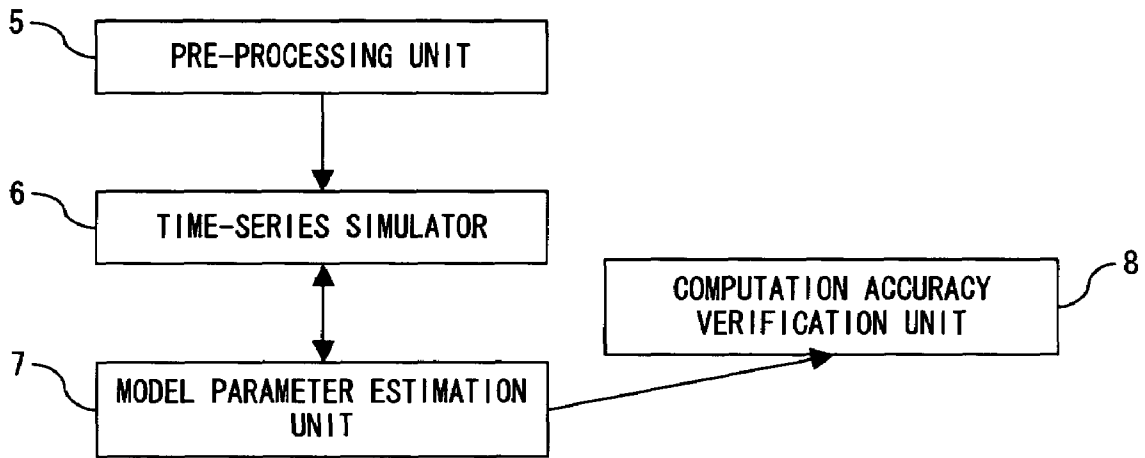 5
PRE-PROCESSING UNIT
6
TIME-SERIES SIMULATOR
8
COMPUTATION ACCURACY
VERIFICATION UNIT
7
MODEL PARAMETER ESTIMATION
UNIT